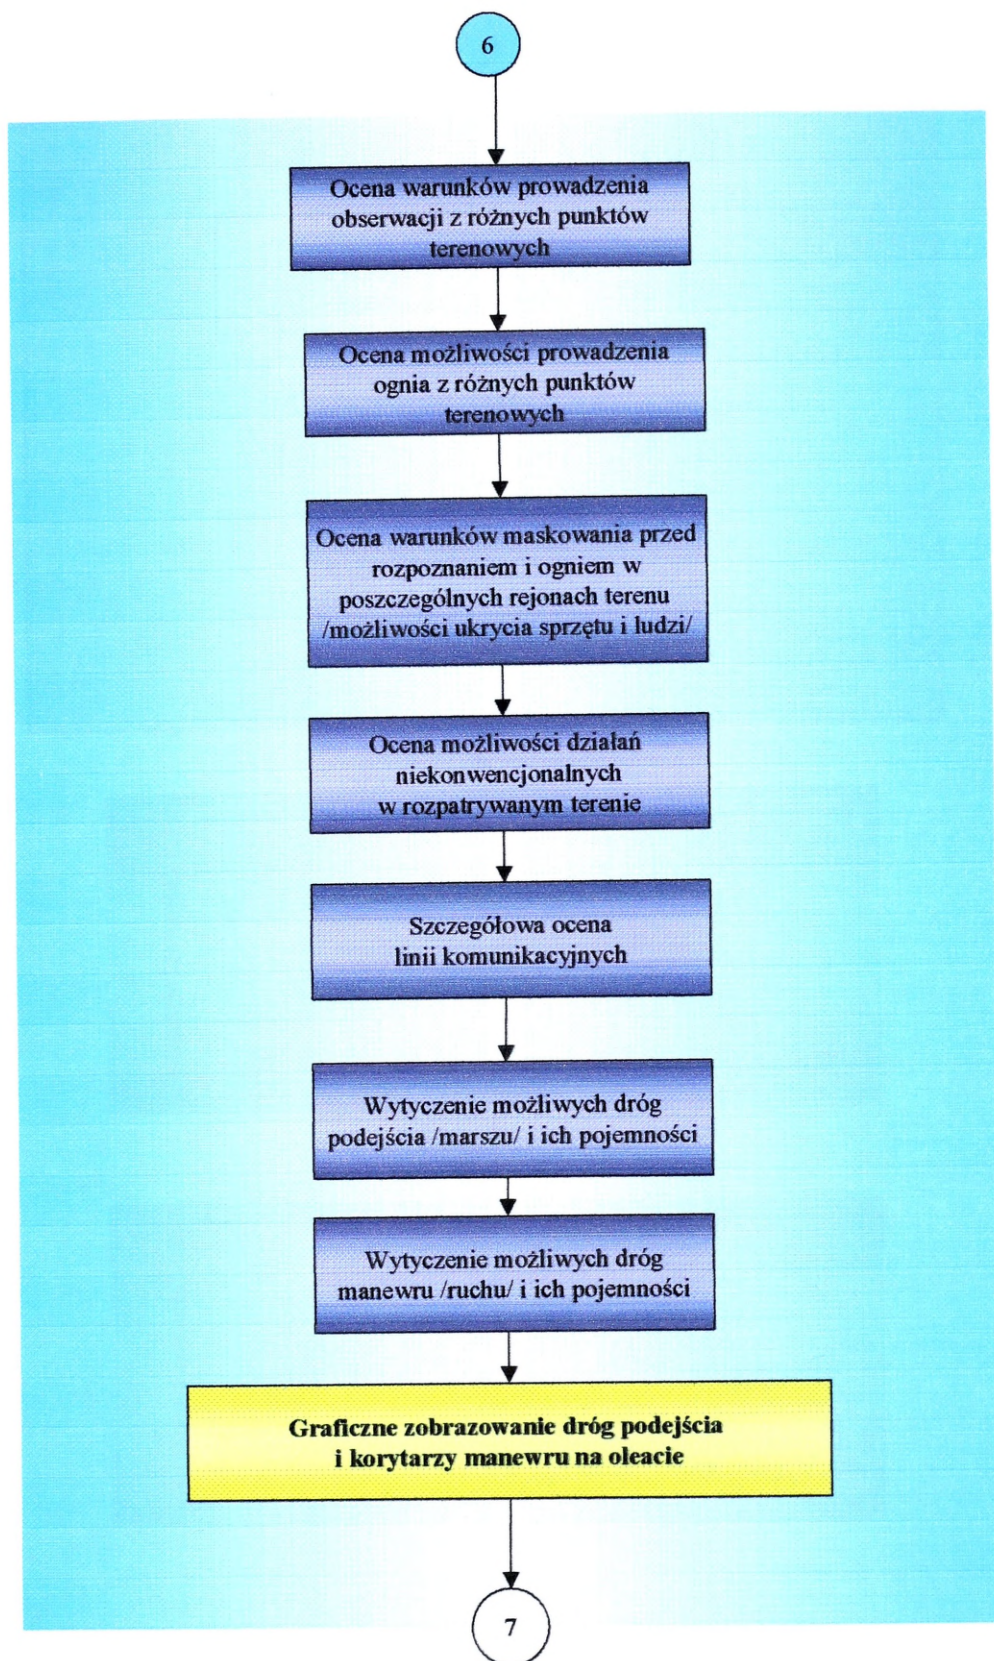 6
Ocena warunków prowadzenia
obserwacji z różnych punktów
terenowych
Ocena możliwości prowadzenia
ognia z różnych punktów
terenowych
Ocena warunków maskowania przed
rozpoznaniem i ogniem w
poszczególnych rejonach terenu
/możliwości ukrycia sprzętu i ludzi/
Ocena możliwości działań
niekonwencjonalnych
w rozpatrywanym terenie
Szczegółowa ocena
linii komunikacyjnych
Wytyczenie możliwych dróg
podejścia /marszu/ i ich pojemności
Wytyczenie możliwych dróg
manewru /ruchu/ i ich pojemności
Graficzne zobrazowanie dróg podejścia
i korytarzy manewru na oleacie
7